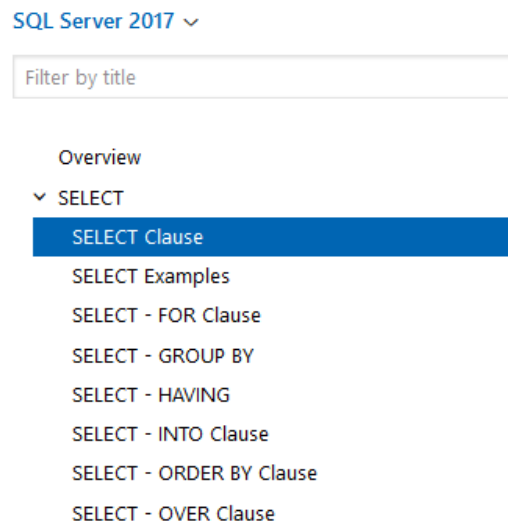 SQL Server 2017
Filter by title
Overview
SELECT
SELECT Clause
SELECT Examples
SELECT - FOR Clause
SELECT - GROUP BY
SELECT - HAVING
SELECT - INTO Clause
SELECT - ORDER BY Clause
SELECT - OVER Clause